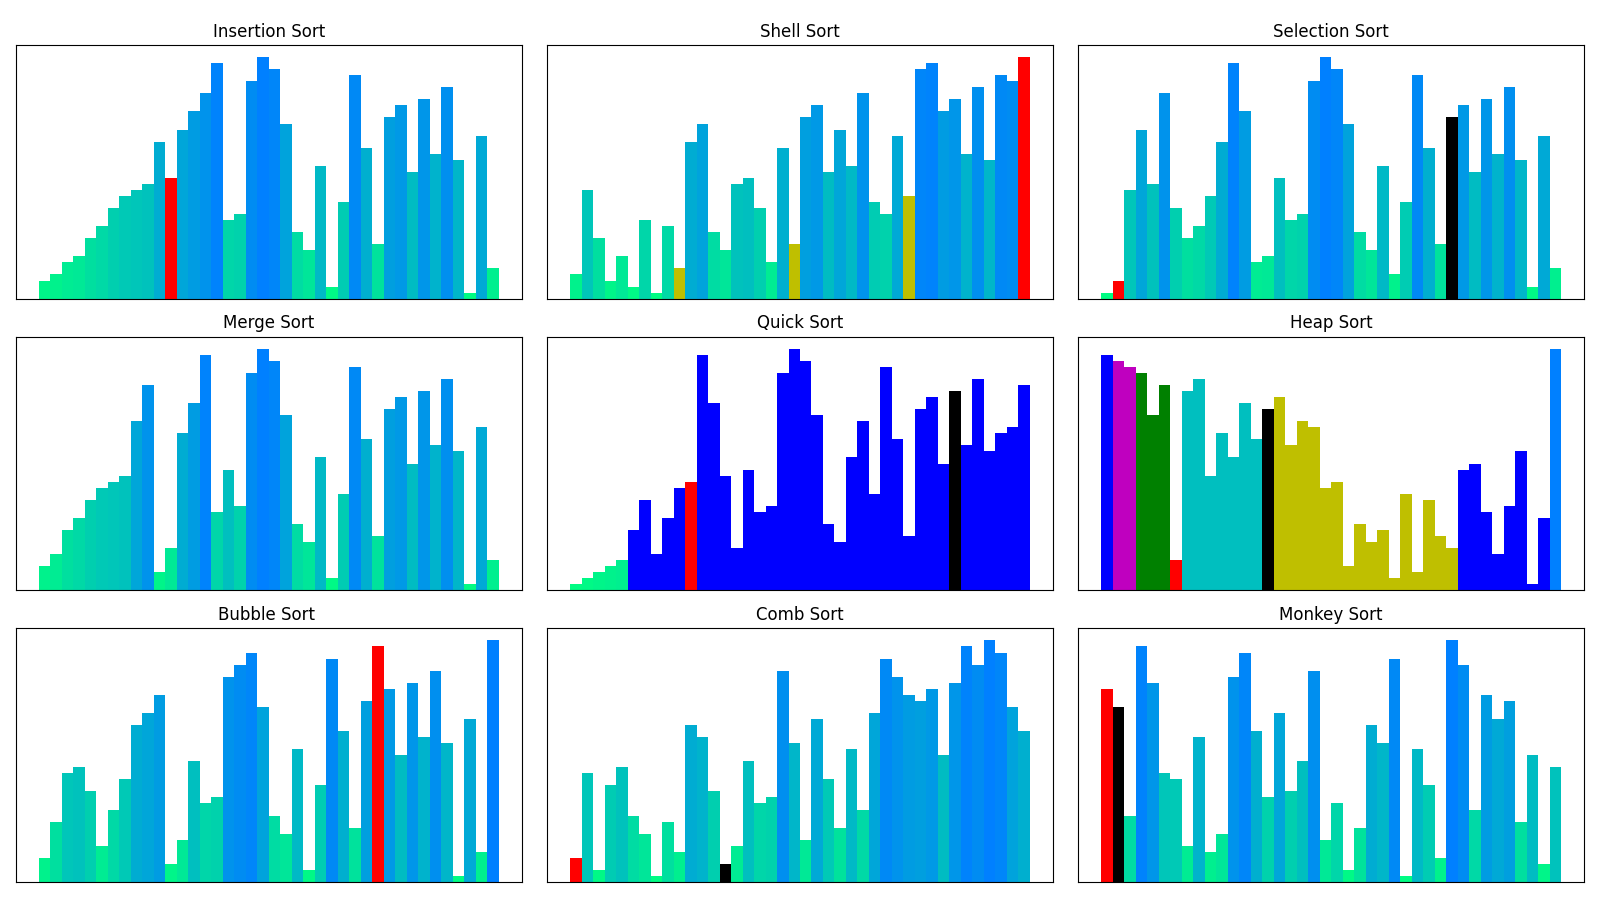 Insertion Sort
Shell Sort
Selection Sort
Merge Sort
Quick Sort
Heap Sort
Bubble Sort
Comb Sort
Monkey Sort